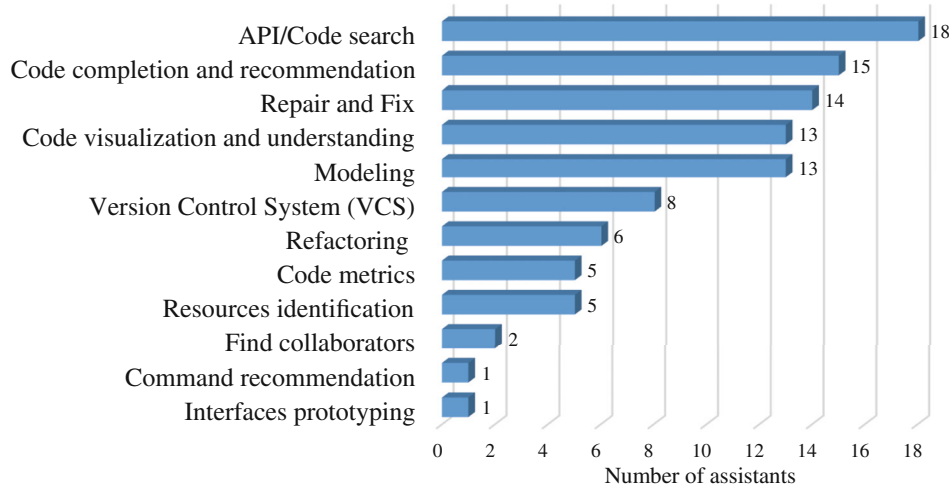 API/Code search 18
Code completion and recommendation 15
Repair and Fix 14
Code visualization and understanding 13
Modeling 13
Version Control System (VCS) 8
Refactoring 6
Code metrics 5
Resources identification 5
Find collaborators 2
Command recommendation 1
Interfaces prototyping 1
0 2 4 6 8 10 12 14 16 18
Number of assistants